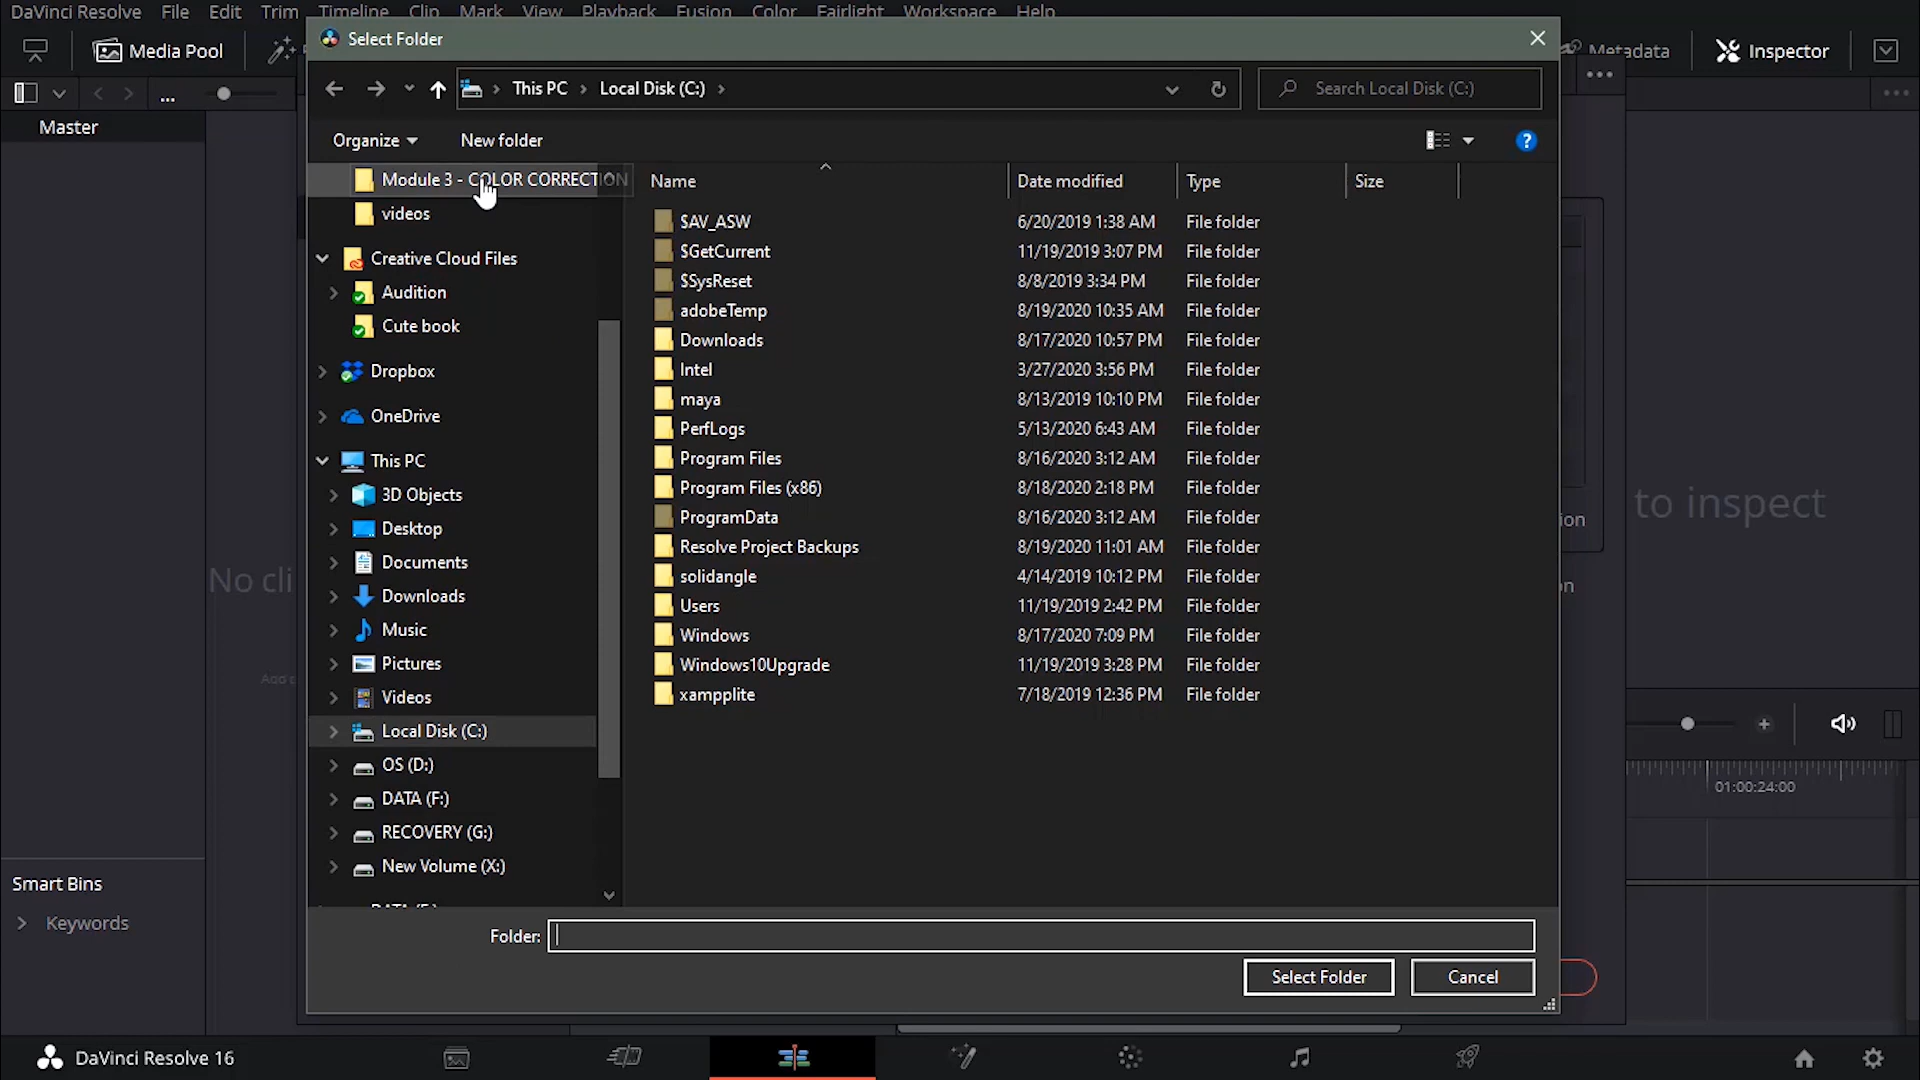 DaVinci Resolve File Edit Trim Timeline Clip Mark View Playback Fusion Color Fairlight Workspace Help
Select Folder
Media Pool
Metadata
Inspector
This PC
Local Disk (C:)
Search Local Disk (C:)
...
Master
Organize
New folder
Module 3 - COLOR CORRECTION
videos
Creative Cloud Files
Audition
Cute book
Dropbox
OneDrive
This PC
3D Objects
Desktop
Documents
Downloads
Music
Pictures
Videos
Local Disk (C:)
OS (D:)
DATA (F:)
RECOVERY (G:)
New Volume (X:)
Name Date modified Type Size
$AV_ASW 6/20/2019 1:38 AM File folder
$GetCurrent 11/19/2019 3:07 PM File folder
$SysReset 8/8/2019 3:34 PM File folder
adobeTemp 8/19/2020 10:35 AM File folder
Downloads 8/17/2020 10:57 PM File folder
Intel 3/27/2020 3:56 PM File folder
maya 8/13/2019 10:10 PM File folder
PerfLogs 5/13/2020 6:43 AM File folder
Program Files 8/16/2020 3:12 AM File folder
Program Files (x86) 8/18/2020 2:18 PM File folder
ProgramData 8/16/2020 3:12 AM File folder
Resolve Project Backups 8/19/2020 11:01 AM File folder
solidangle 4/14/2019 10:12 PM File folder
Users 11/19/2019 2:42 PM File folder
Windows 8/17/2020 7:09 PM File folder
Windows10Upgrade 11/19/2019 3:28 PM File folder
xampplite 7/18/2019 12:36 PM File folder
No cli
to inspect
01:00:24:00
Smart Bins
Keywords
Folder:
Select Folder
Cancel
DaVinci Resolve 16